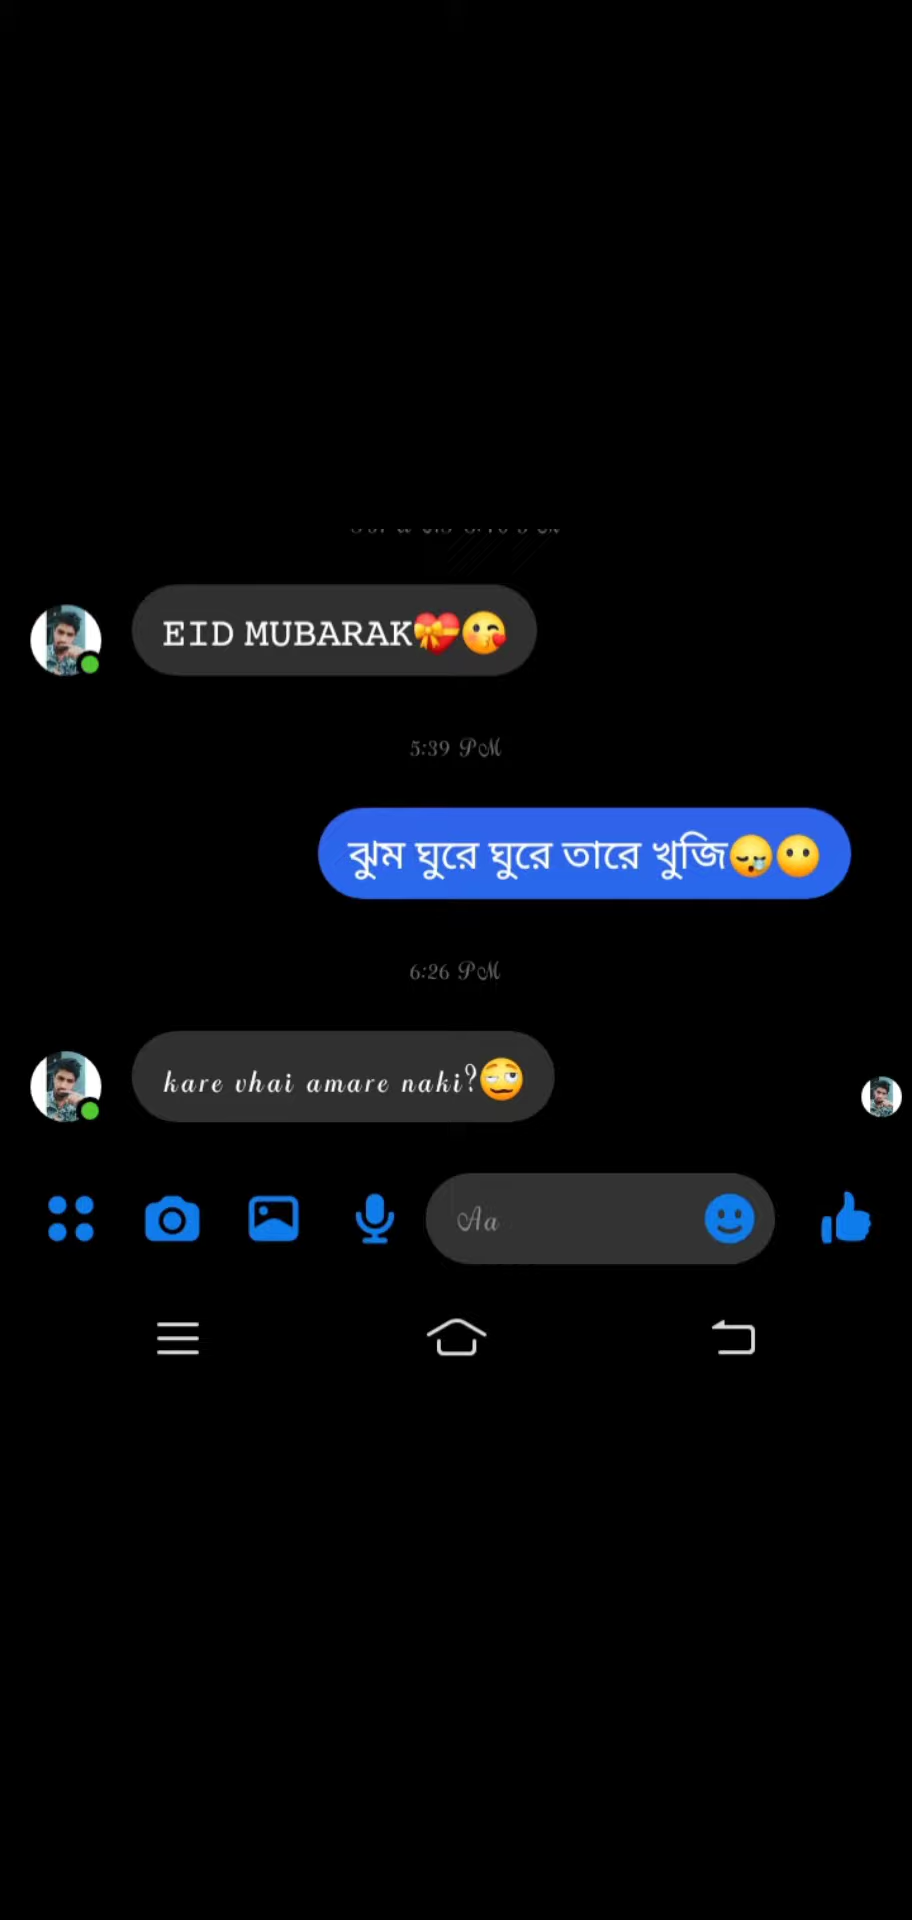 EID MUBARAK💝😘
5:39 PM
ঝুম ঘুরে ঘুরে তারে খুজি😪😶
6:26 PM
kare vhai amare naki?🥴
Aa